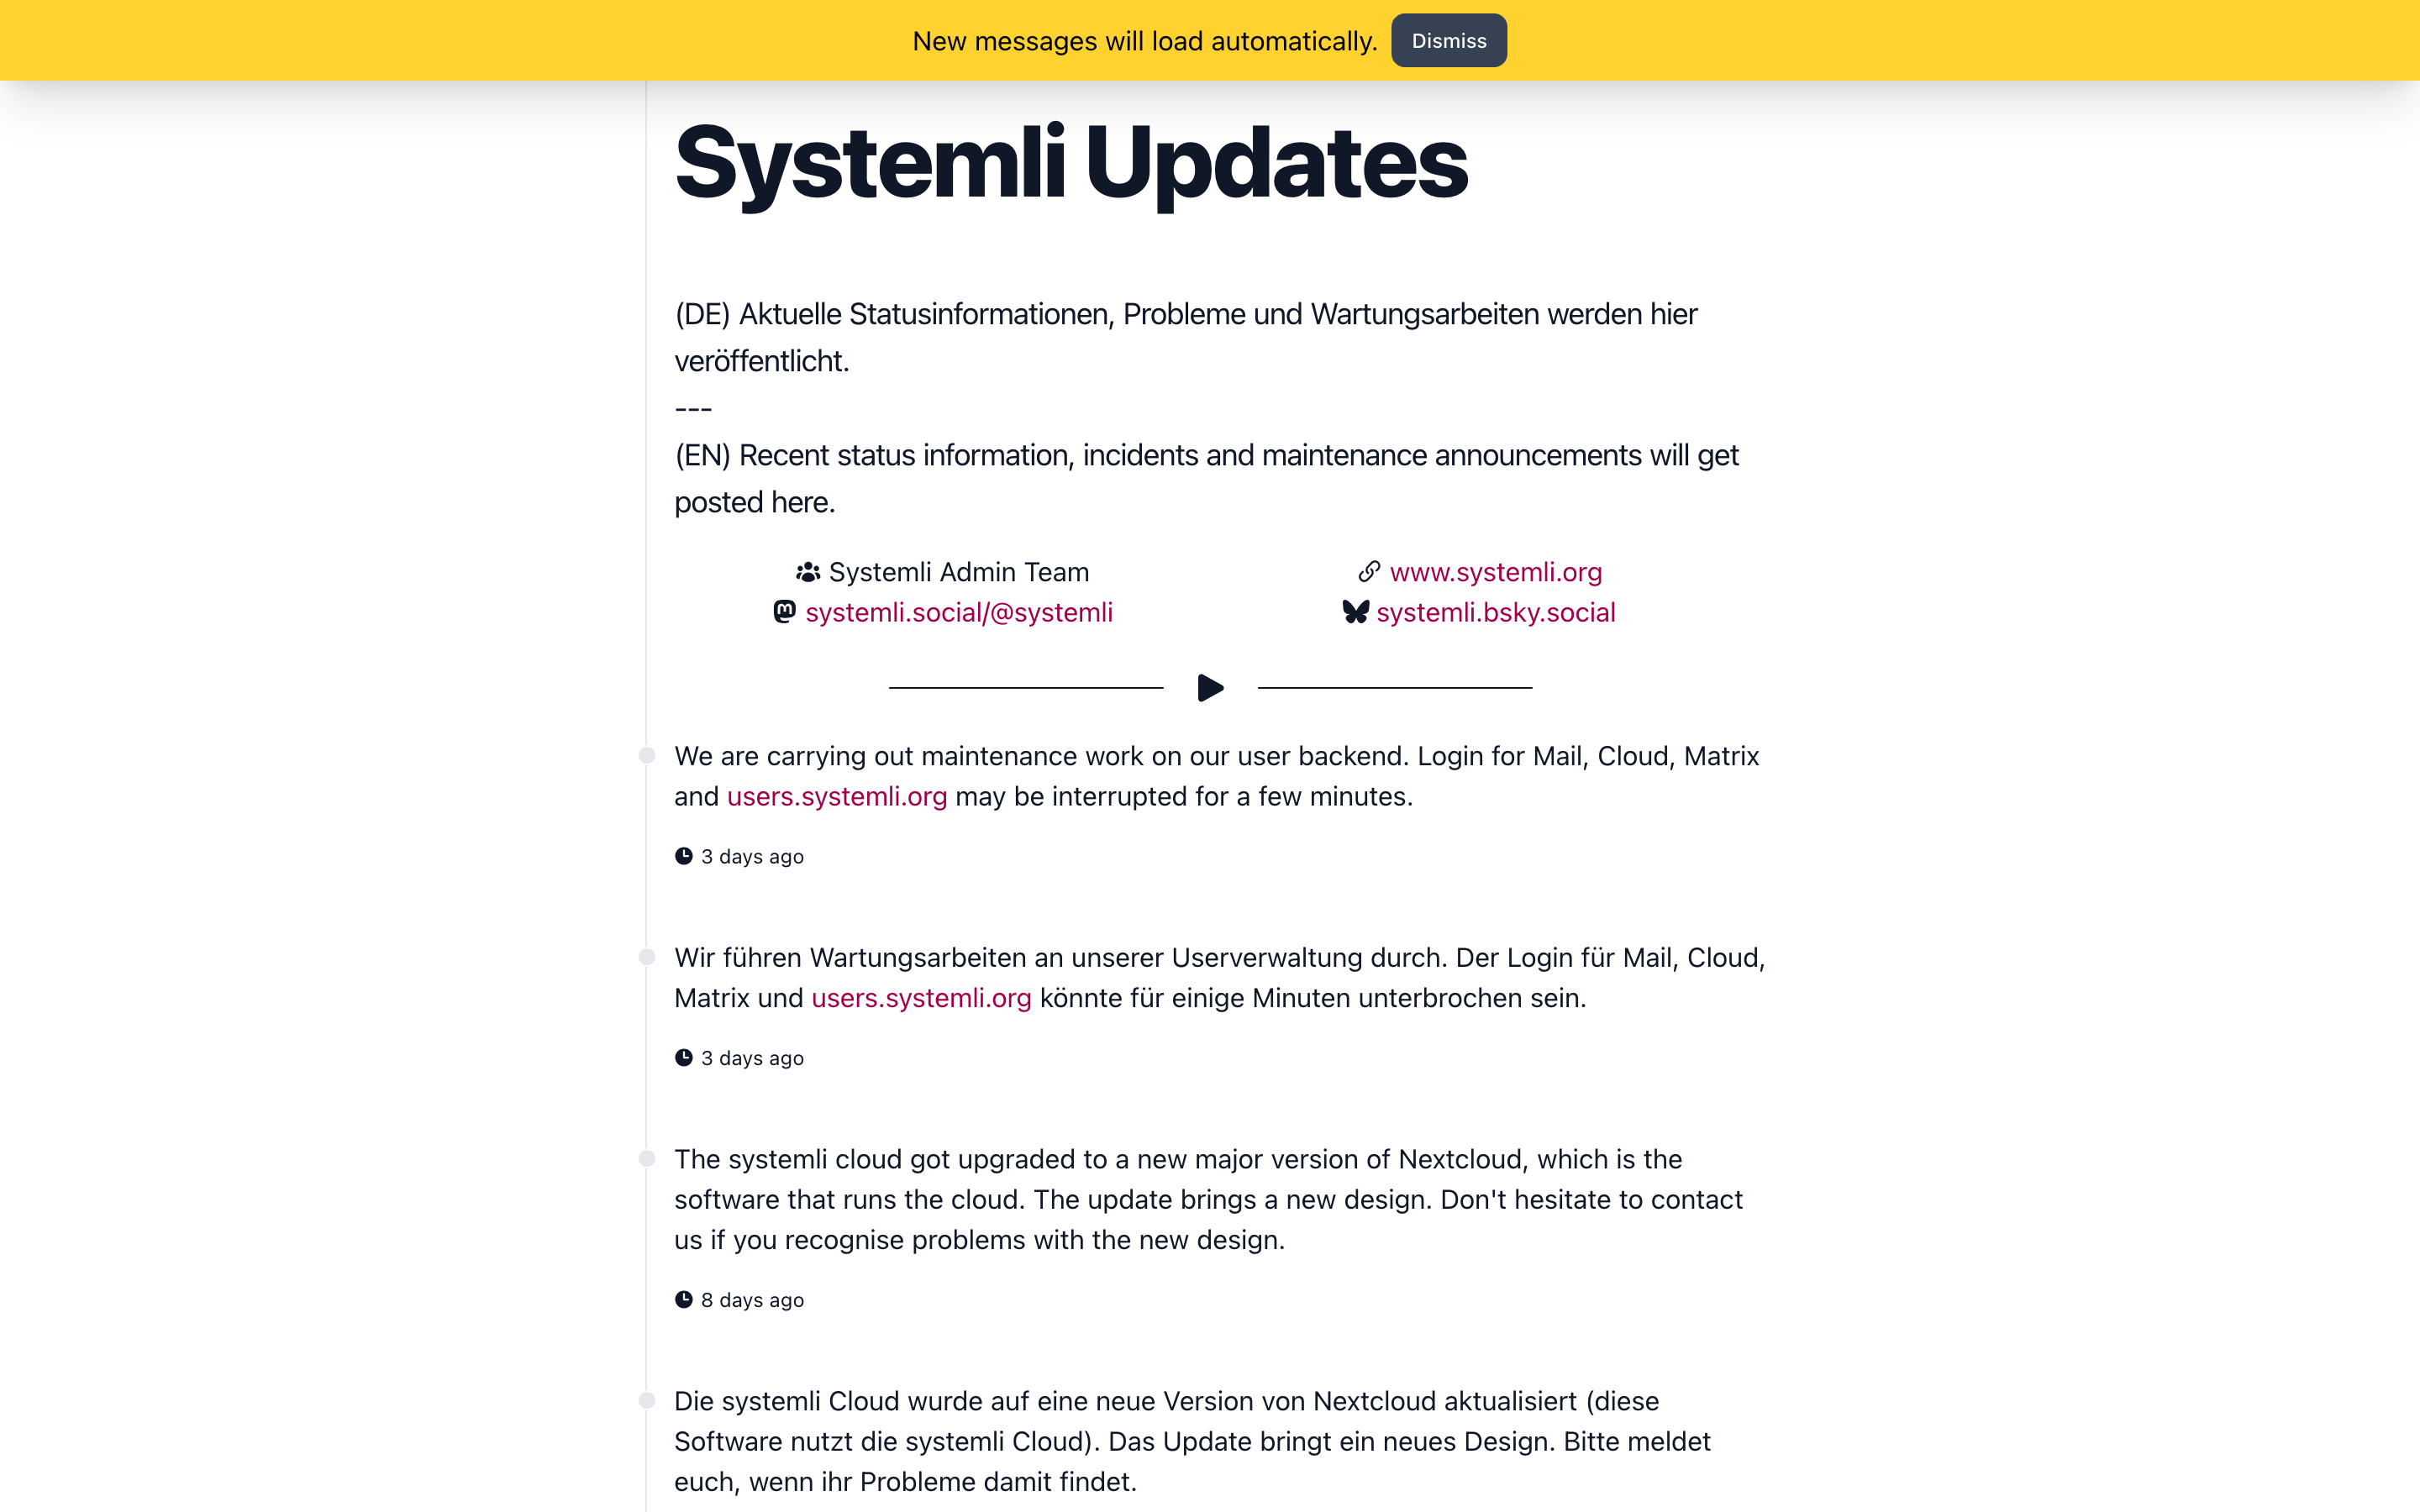 New messages will load automatically. Dismiss
Systemli Updates
(DE) Aktuelle Statusinformationen, Probleme und Wartungsarbeiten werden hier
veröffentlicht.
---
(EN) Recent status information, incidents and maintenance announcements will get
posted here.
Systemli Admin Team
www.systemli.org
systemli.social/@systemli
systemli.bsky.social
We are carrying out maintenance work on our user backend. Login for Mail, Cloud, Matrix
and users.systemli.org may be interrupted for a few minutes.
3 days ago
Wir führen Wartungsarbeiten an unserer Userverwaltung durch. Der Login für Mail, Cloud,
Matrix und users.systemli.org könnte für einige Minuten unterbrochen sein.
3 days ago
The systemli cloud got upgraded to a new major version of Nextcloud, which is the
software that runs the cloud. The update brings a new design. Don't hesitate to contact
us if you recognise problems with the new design.
8 days ago
Die systemli Cloud wurde auf eine neue Version von Nextcloud aktualisiert (diese
Software nutzt die systemli Cloud). Das Update bringt ein neues Design. Bitte meldet
euch, wenn ihr Probleme damit findet.